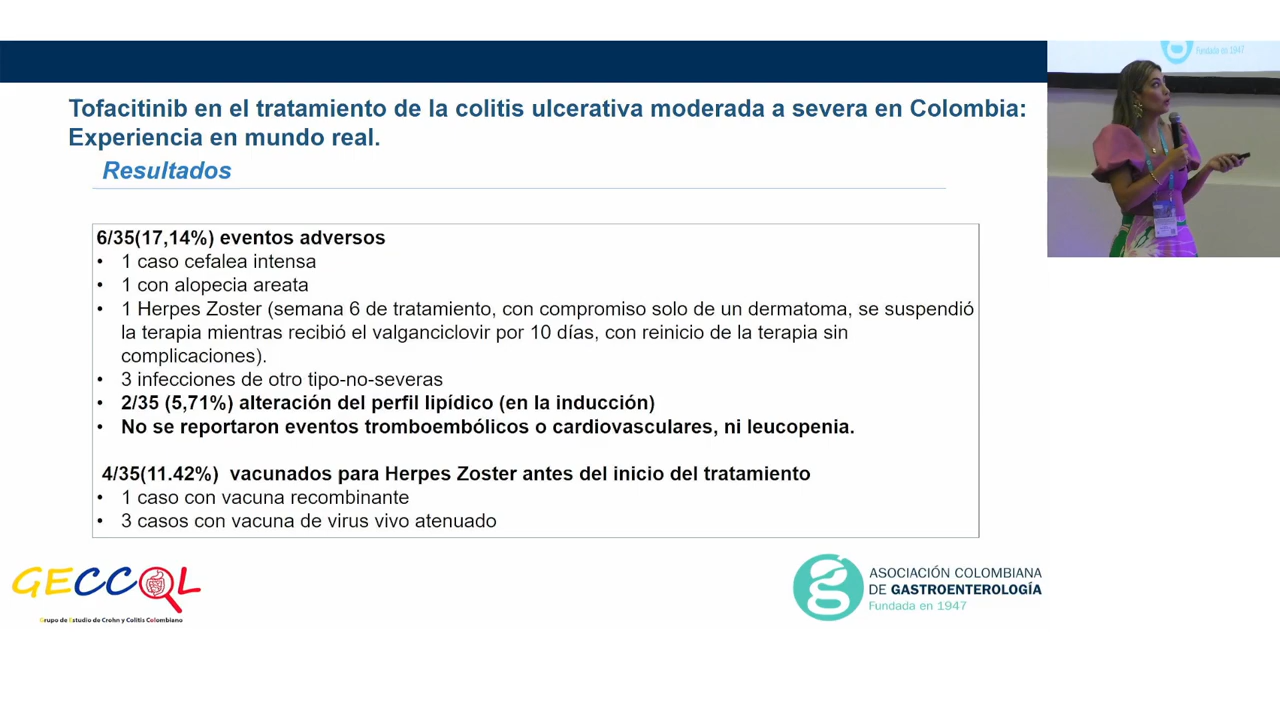 Tofacitinib en el tratamiento de la colitis ulcerativa moderada a severa en Colombia:
Experiencia en mundo real.
Resultados
6/35(17,14%) eventos adversos
• 1 caso cefalea intensa
• 1 con alopecia areata
• 1 Herpes Zoster (semana 6 de tratamiento, con compromiso solo de un dermatoma, se suspendió
la terapia mientras recibió el valganciclovir por 10 días, con reinicio de la terapia sin
complicaciones).
• 3 infecciones de otro tipo-no-severas
• 2/35 (5,71%) alteración del perfil lipídico (en la inducción)
• No se reportaron eventos tromboembólicos o cardiovasculares, ni leucopenia.
4/35(11.42%) vacunados para Herpes Zoster antes del inicio del tratamiento
• 1 caso con vacuna recombinante
• 3 casos con vacuna de virus vivo atenuado
GECCOL
Grupo de Estudio de Crohn y Colitis Colombiano
ASOCIACIÓN COLOMBIANA
DE GASTROENTEROLOGÍA
Fundada en 1947
Fundada en 1947